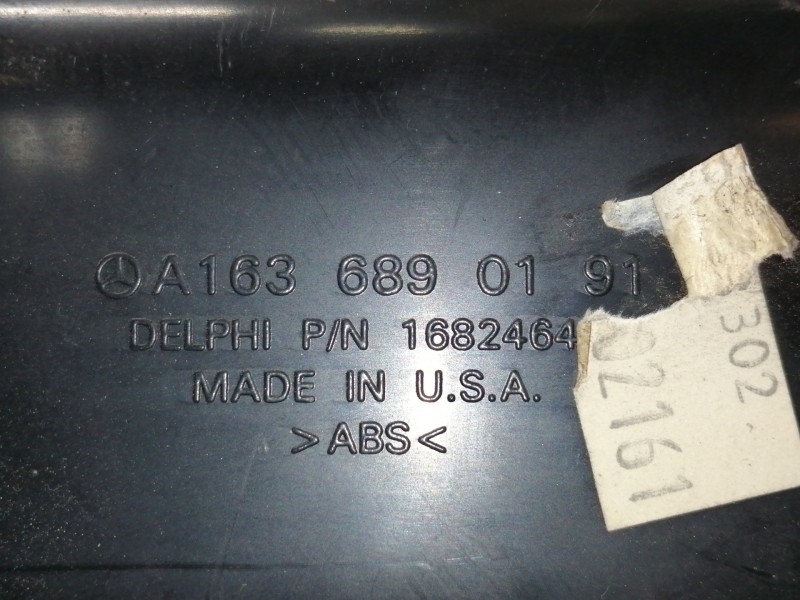 A163 689 01 91
DELPHI P/N 1682464
MADE IN U.S.A.
>ABS<
302
02161